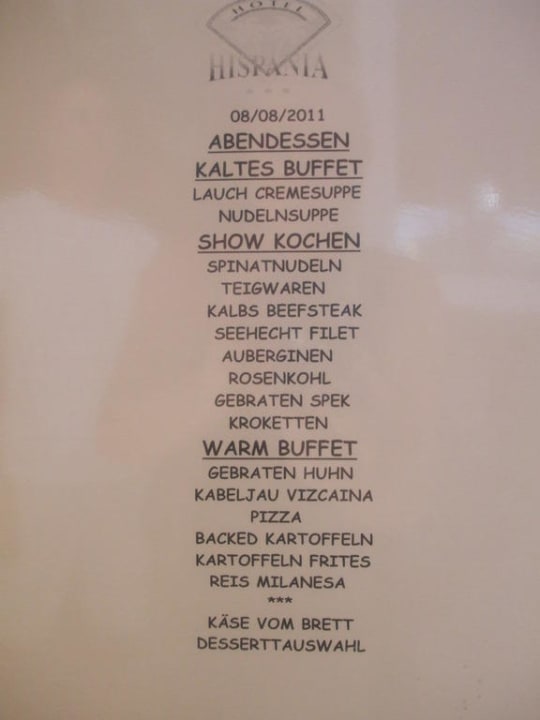 HOTEL
HISPANIA
* * *
08/08/2011
ABENDESSEN
KALTES BUFFET
LAUCH CREMESUPPE
NUDELNSUPPE
SHOW KOCHEN
SPINATNUDELN
TEIGWAREN
KALBS BEEFSTEAK
SEEHECHT FILET
AUBERGINEN
ROSENKOHL
GEBRATEN SPEK
KROKETTEN
WARM BUFFET
GEBRATEN HUHN
KABELJAU VIZCAINA
PIZZA
BACKED KARTOFFELN
KARTOFFELN FRITES
REIS MILANESA
***
KÄSE VOM BRETT
DESSERTTAUSWAHL